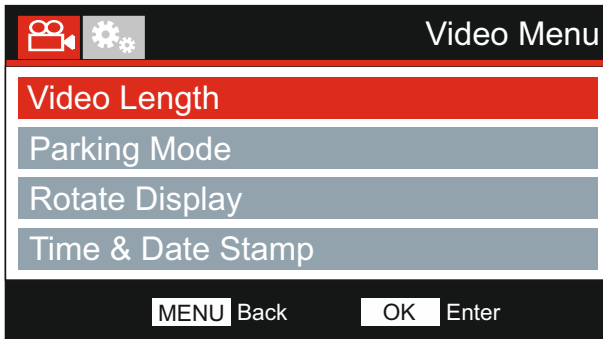 Video Menu
Video Length
Parking Mode
Rotate Display
Time & Date Stamp
MENU Back OK Enter